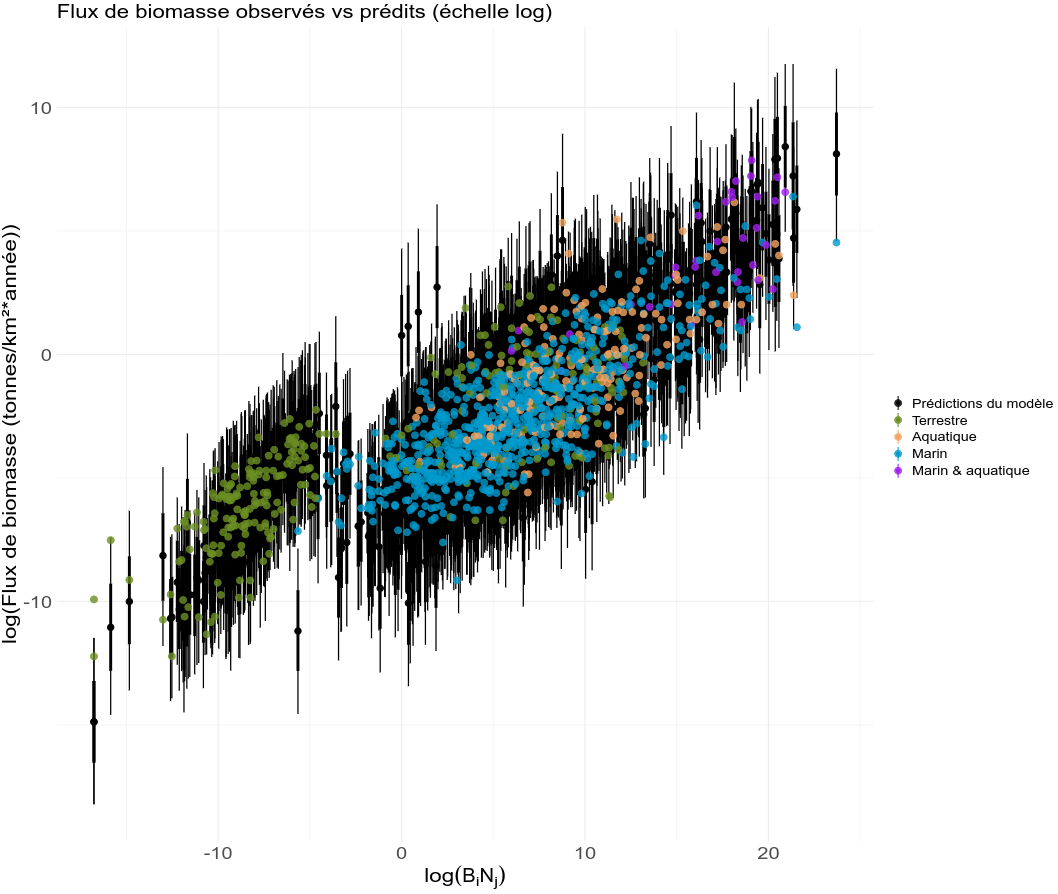 Flux de biomasse observés vs prédits (échelle log)
log(Flux de biomasse (tonnes/km²*année))
10
0
-10
-10
0
10
20
log(BiNj)
Prédictions du modèle
Terrestre
Aquatique
Marin
Marin & aquatique